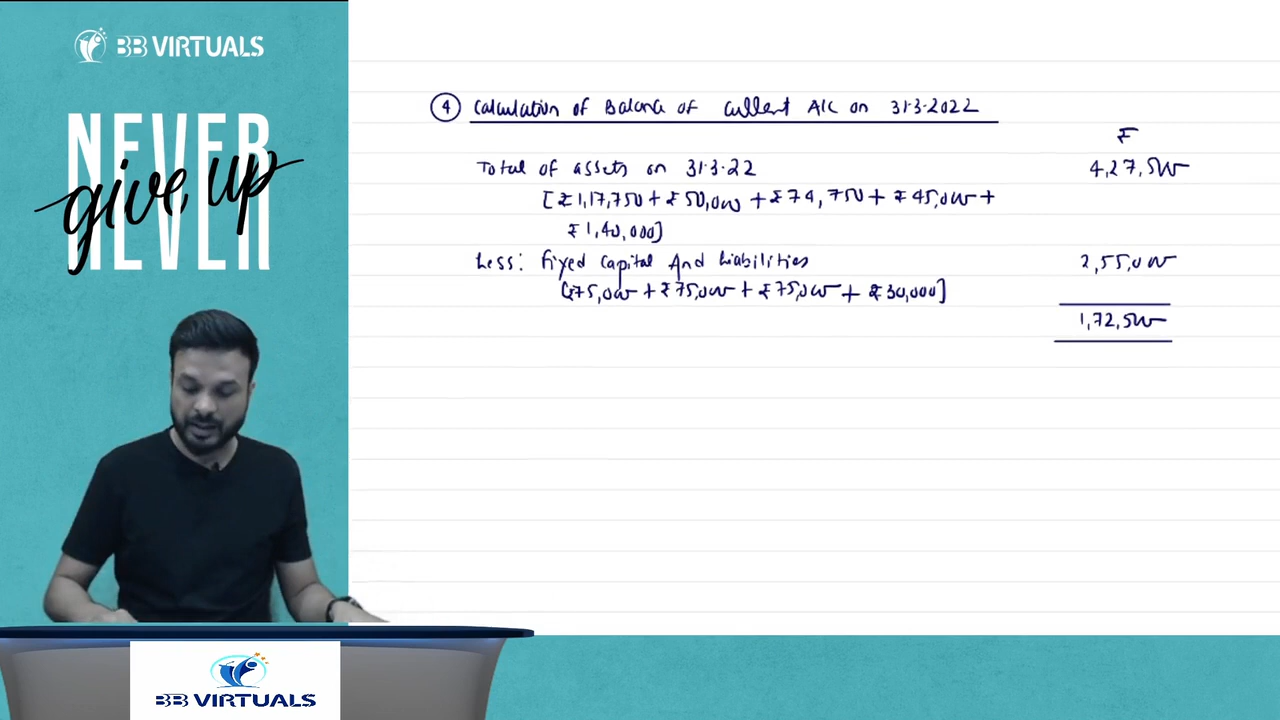 BB VIRTUALS
NEVER
give up
NEVER
4 Calculation of Balance of Current A/C on 31·3·2022
₹
Total of assets on 31·3·22 4,27,500
[₹1,17,750 + ₹50,000 + ₹74,750 + ₹45,000 +
₹1,40,000]
Less: Fixed Capital And Liabilities 2,55,000
[₹75,000 + ₹75,000 + ₹75,000 + ₹30,000]
1,72,500
BB VIRTUALS